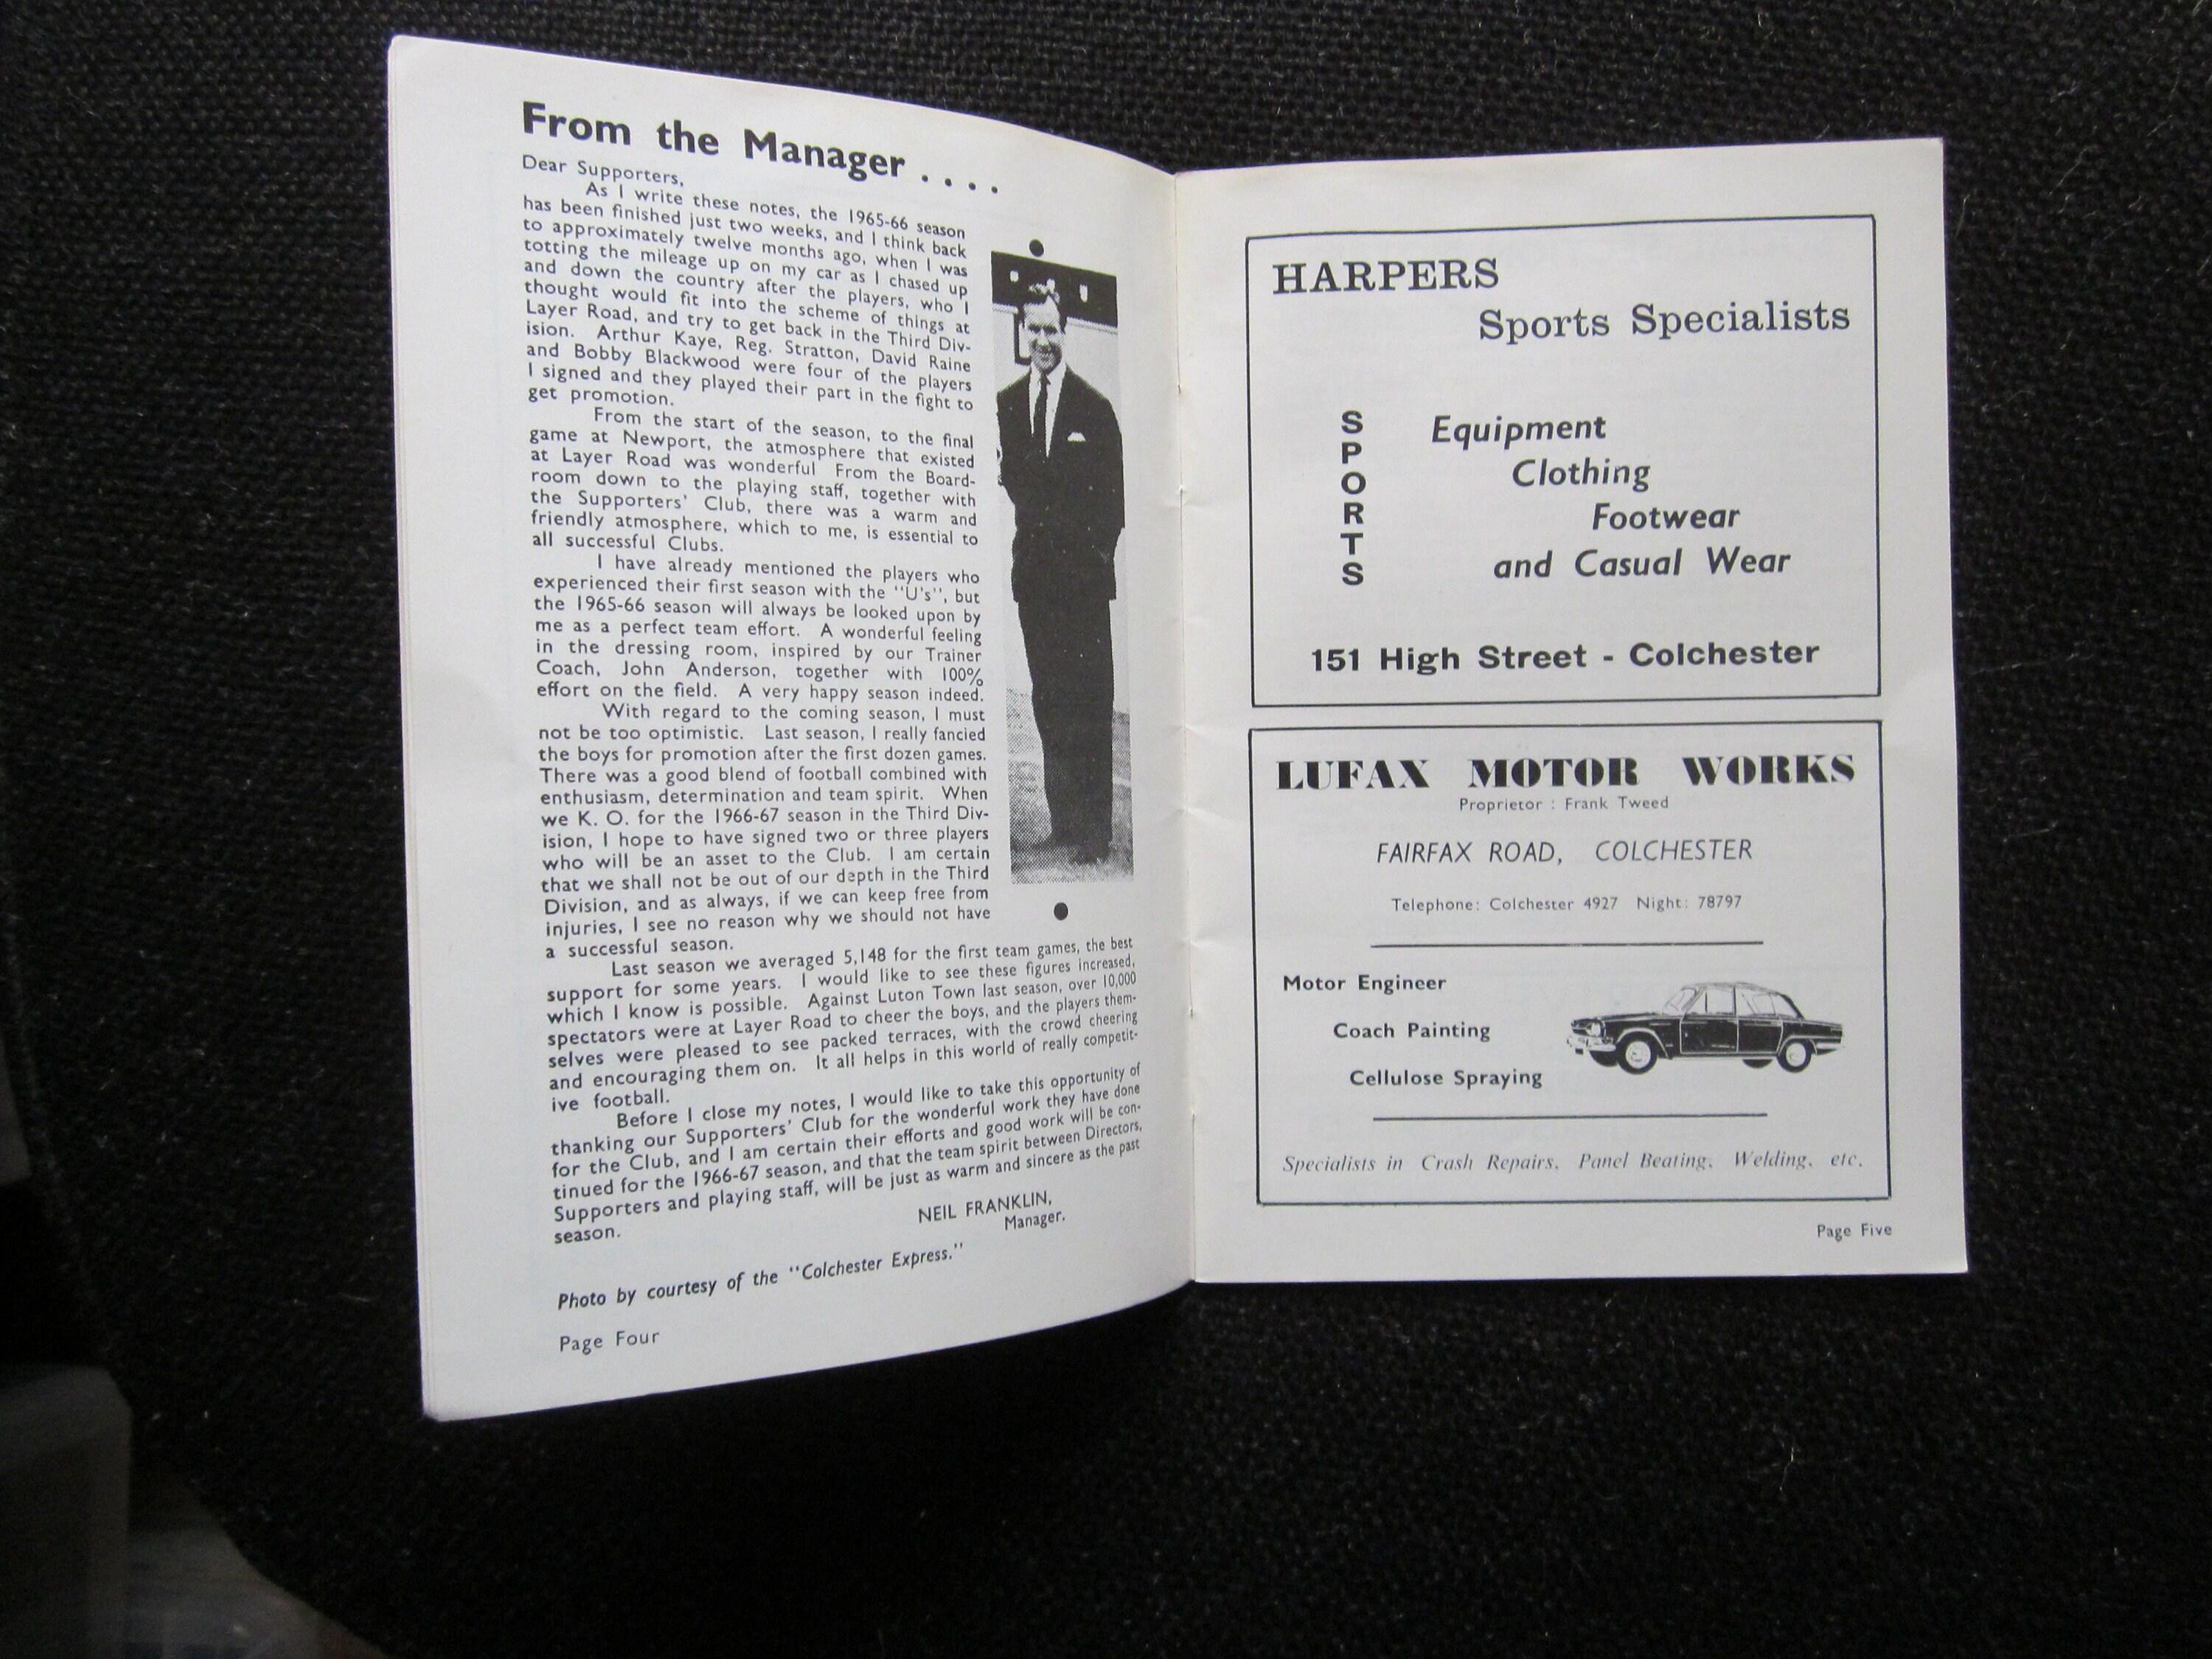 From the Manager ....
Dear Supporters,
As I write these notes, the 1965-66 season
has been finished just two weeks, and I think back
to approximately twelve months ago, when I was
totting the mileage up on my car as I chased up
and down the country after the players, who I
thought would fit into the scheme of things at
Layer Road, and try to get back in the Third Div-
ision. Arthur Kaye, Reg. Stratton, David Raine
and Bobby Blackwood were four of the players
I signed and they played their part in the fight to
get promotion.
From the start of the season, to the final
game at Newport, the atmosphere that existed
at Layer Road was wonderful From the Board-
room down to the playing staff, together with
the Supporters' Club, there was a warm and
friendly atmosphere, which to me, is essential to
all successful Clubs.
I have already mentioned the players who
experienced their first season with the "U's", but
the 1965-66 season will always be looked upon by
me as a perfect team effort. A wonderful feeling
in the dressing room, inspired by our Trainer
Coach, John Anderson, together with 100%
effort on the field. A very happy season indeed.
With regard to the coming season, I must
not be too optimistic. Last season, I really fancied
the boys for promotion after the first dozen games.
There was a good blend of football combined with
enthusiasm, determination and team spirit. When
we K. O. for the 1966-67 season in the Third Div-
ision, I hope to have signed two or three players
who will be an asset to the Club. I am certain
that we shall not be out of our depth in the Third
Division, and as always, if we can keep free from
injuries, I see no reason why we should not have
a successful season.
Last season we averaged 5,148 for the first team games, the best
support for some years. I would like to see these figures increased,
which I know is possible. Against Luton Town last season, over 10,000
spectators were at Layer Road to cheer the boys, and the players them-
selves were pleased to see packed terraces, with the crowd cheering
and encouraging them on. It all helps in this world of really competit-
ive football.
Before I close my notes, I would like to take this opportunity of
thanking our Supporters' Club for the wonderful work they have done
for the Club, and I am certain their efforts and good work will be con-
tinued for the 1966-67 season, and that the team spirit between Directors,
Supporters and playing staff, will be just as warm and sincere as the past
season.
NEIL FRANKLIN,
Manager.
Photo by courtesy of the "Colchester Express."
Page Four
HARPERS
Sports Specialists
SPORTS
Equipment
Clothing
Footwear
and Casual Wear
151 High Street - Colchester
LUFAX MOTOR WORKS
Proprietor : Frank Tweed
FAIRFAX ROAD, COLCHESTER
Telephone: Colchester 4927 Night: 78797
Motor Engineer
Coach Painting
Cellulose Spraying
Specialists in Crash Repairs, Panel Beating, Welding, etc.
Page Five